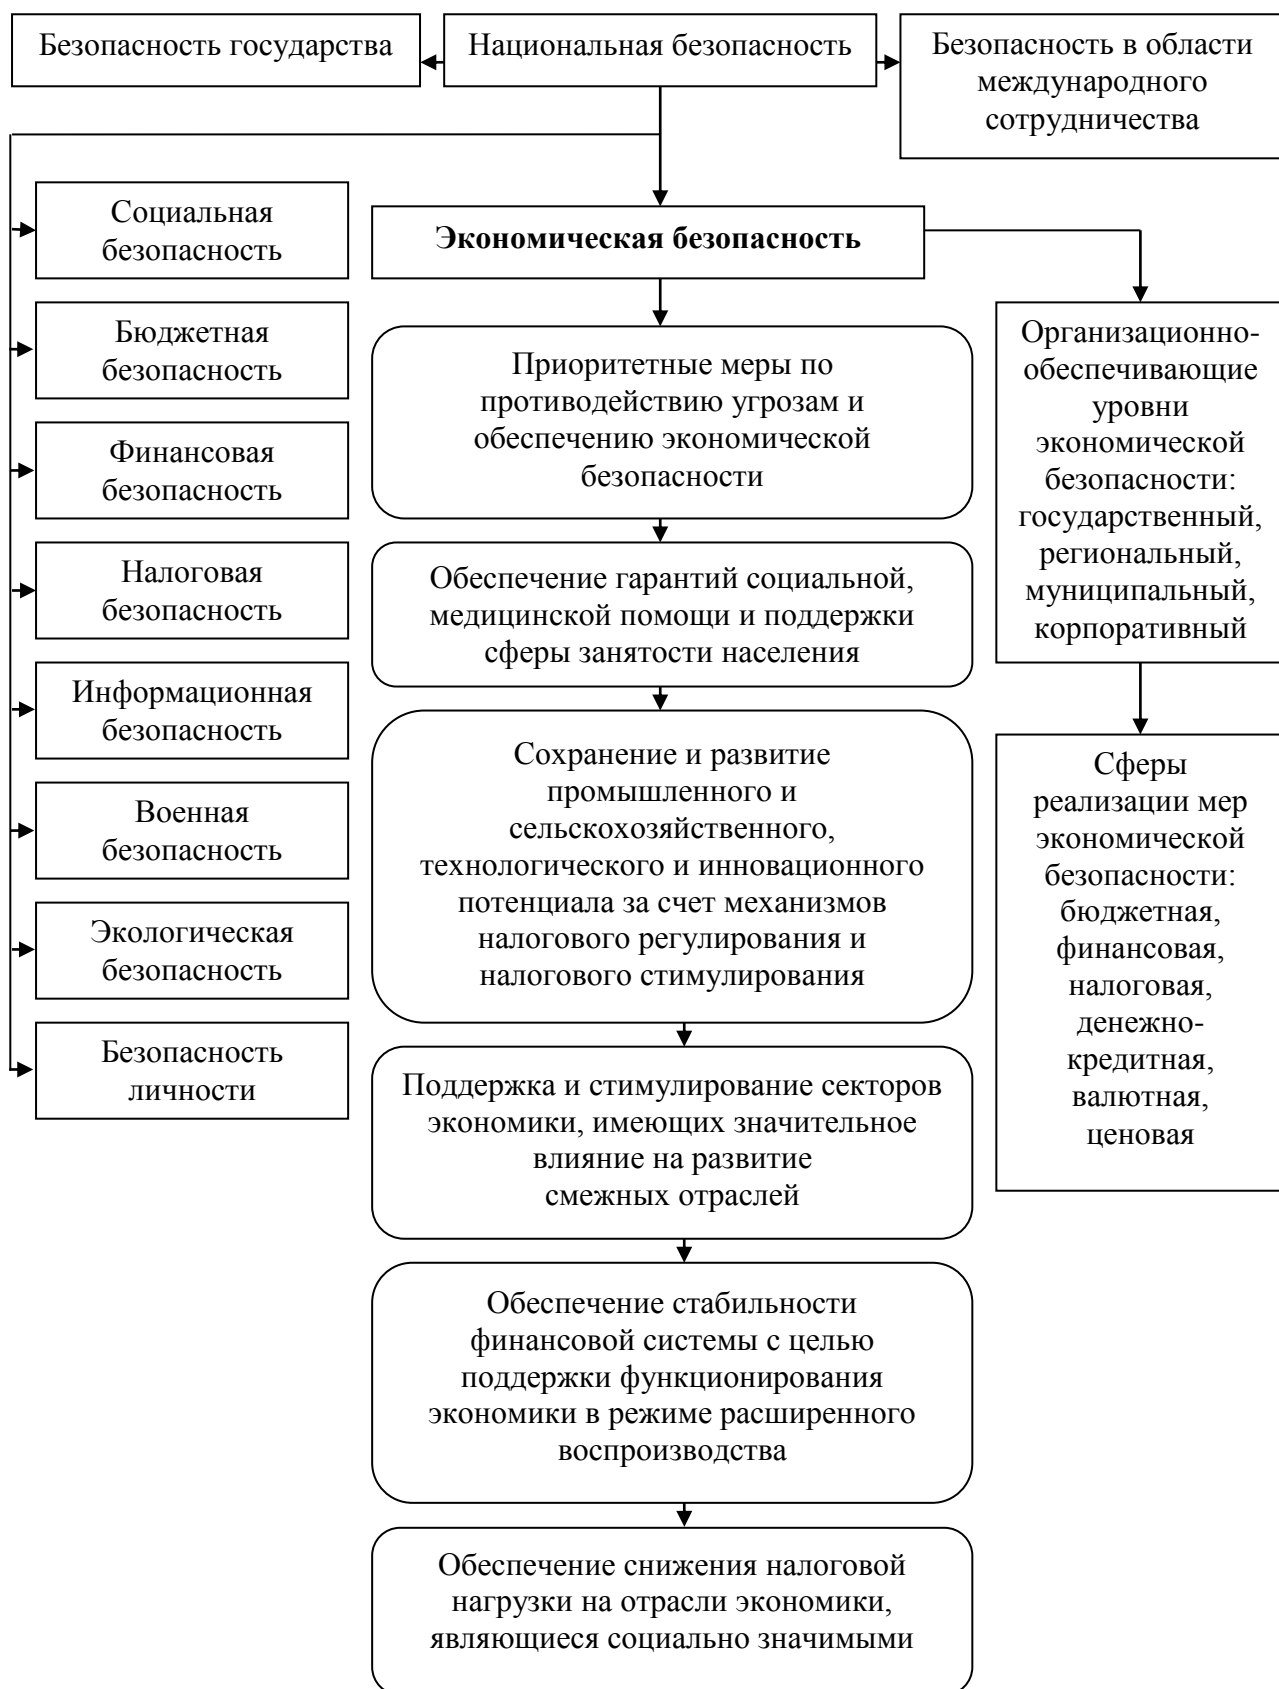 Безопасность государства
Национальная безопасность
Безопасность в области
международного
сотрудничества
Социальная
безопасность
Бюджетная
безопасность
Финансовая
безопасность
Налоговая
безопасность
Информационная
безопасность
Военная
безопасность
Экологическая
безопасность
Безопасность
личности
Экономическая безопасность
Приоритетные меры по
противодействию угрозам и
обеспечению экономической
безопасности
Обеспечение гарантий социальной,
медицинской помощи и поддержки
сферы занятости населения
Сохранение и развитие
промышленного и
сельскохозяйственного,
технологического и инновационного
потенциала за счет механизмов
налогового регулирования и
налогового стимулирования
Поддержка и стимулирование секторов
экономики, имеющих значительное
влияние на развитие
смежных отраслей
Обеспечение стабильности
финансовой системы с целью
поддержки функционирования
экономики в режиме расширенного
воспроизводства
Обеспечение снижения налоговой
нагрузки на отрасли экономики,
являющиеся социально значимыми
Организационно-
обеспечивающие
уровни
экономической
безопасности:
государственный,
региональный,
муниципальный,
корпоративный
Сферы
реализации мер
экономической
безопасности:
бюджетная,
финансовая,
налоговая,
денежно-
кредитная,
валютная,
ценовая